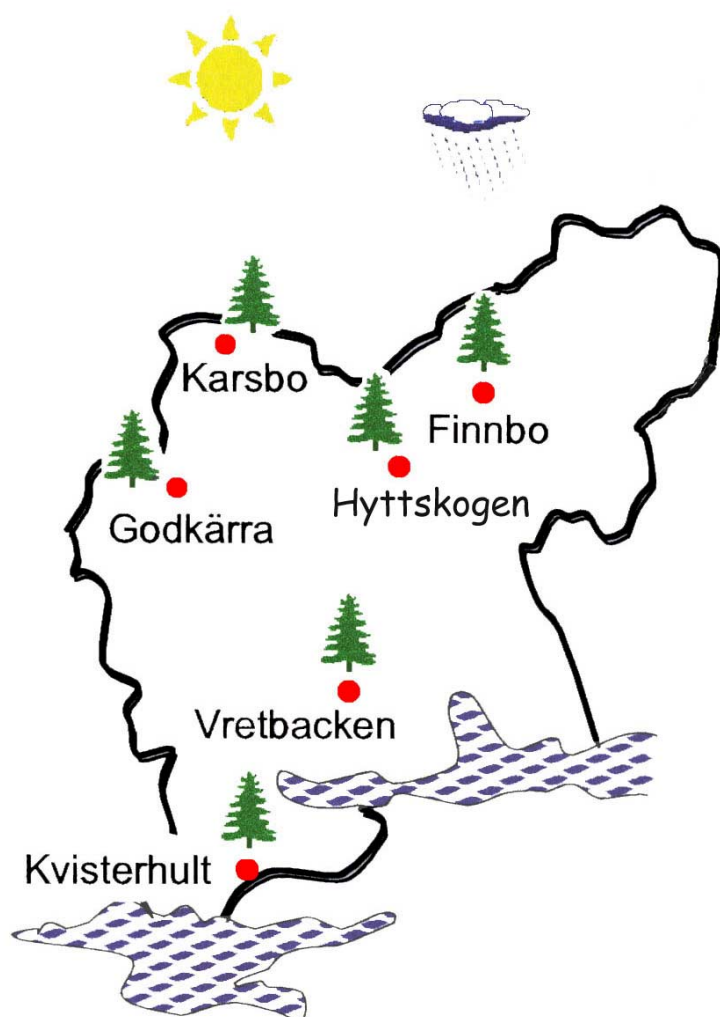 Karsbo
Finnbo
Hyttskogen
Godkärra
Vretbacken
Kvisterhult